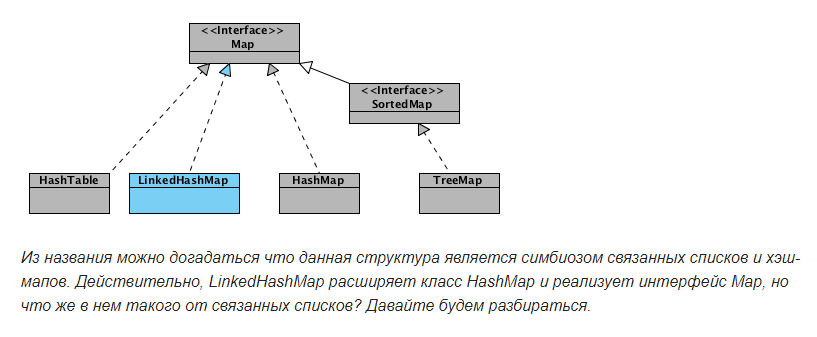 <<Interface>>
Map
<<Interface>>
SortedMap
HashTable
LinkedHashMap
HashMap
TreeMap
Из названия можно догадаться что данная структура является симбиозом связанных списков и хэш-
мапов. Действительно, LinkedHashMap расширяет класс HashMap и реализует интерфейс Map, но
что же в нем такого от связанных списков? Давайте будем разбираться.